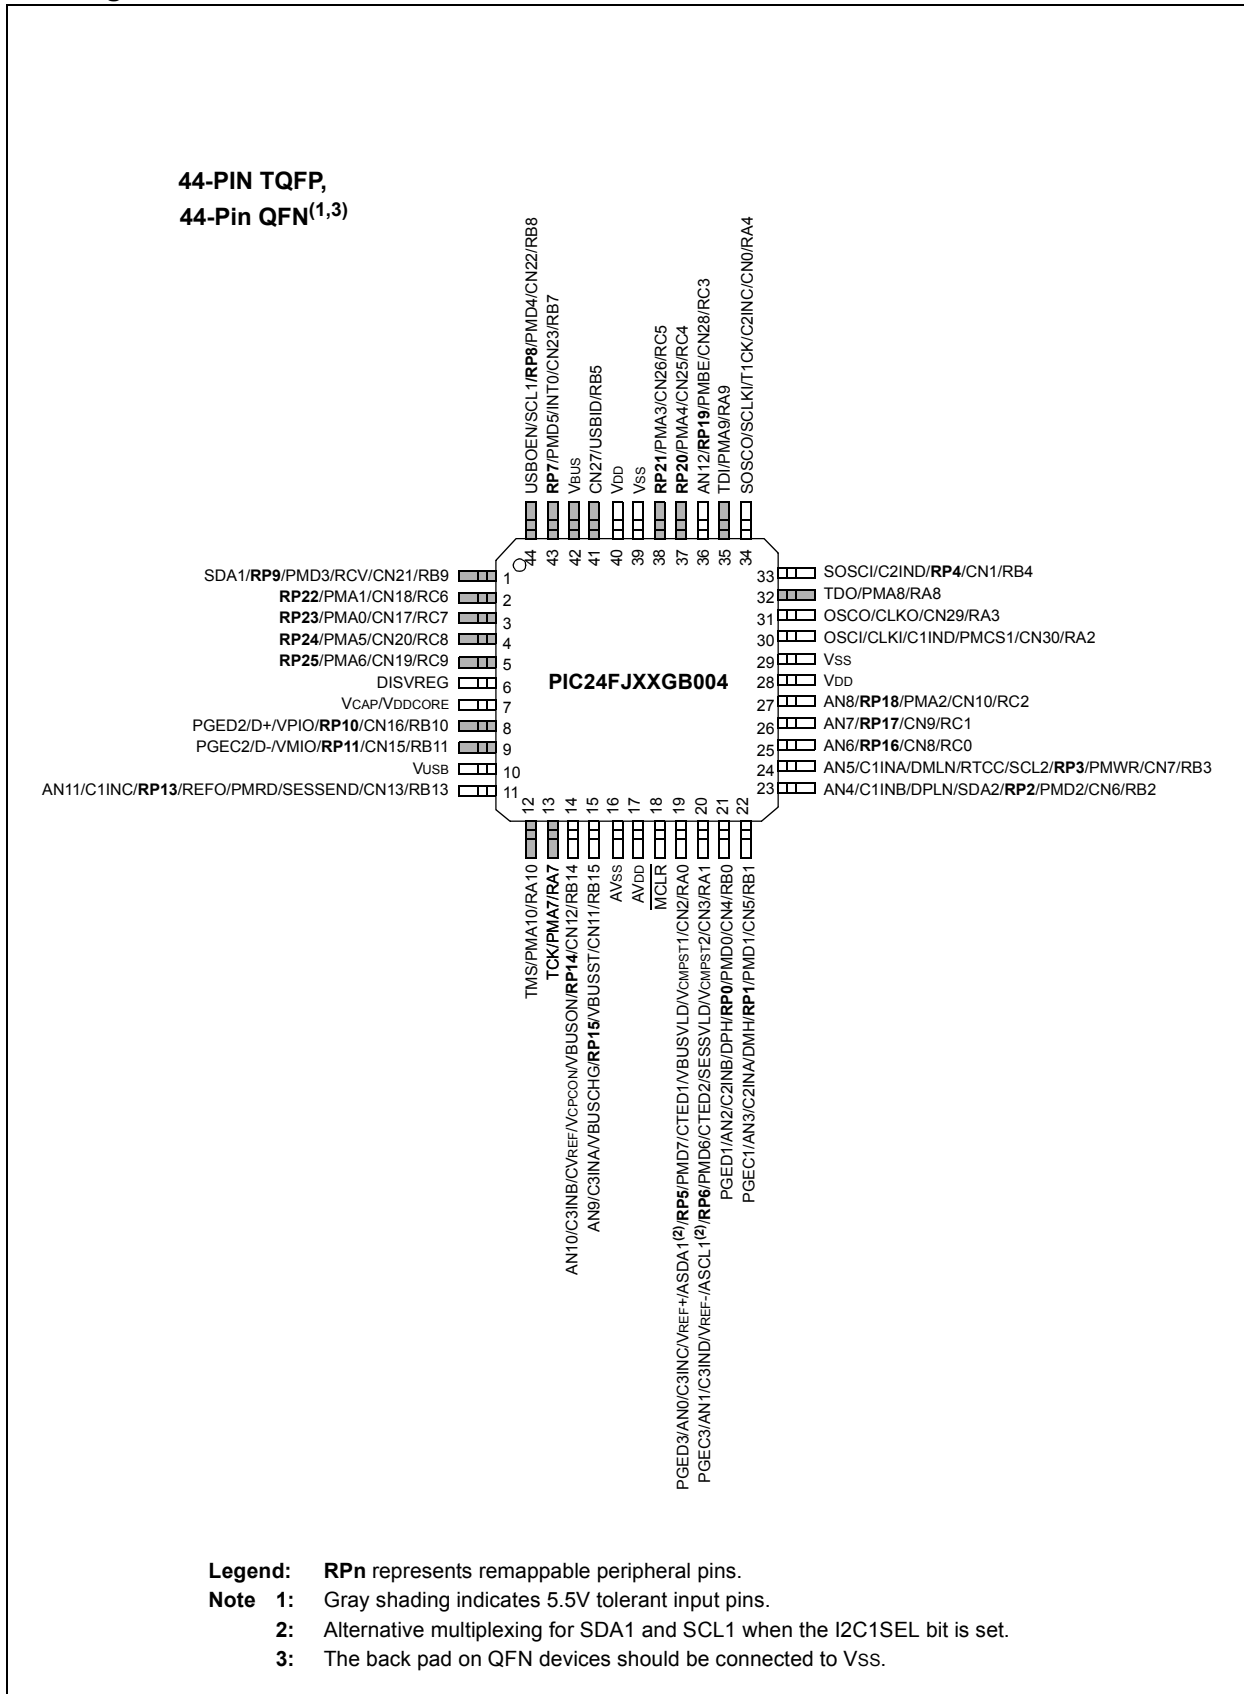 44-PIN TQFP,
44-Pin QFN(1,3)
USBOEN/SCL1/RP8/PMD4/CN22/RB8
RP7/PMD5/INT0/CN23/RB7
VBUS
CN27/USBID/RB5
VDD
VSS
RP21/PMA3/CN26/RC5
RP20/PMA4/CN25/RC4
AN12/RP19/PMBE/CN28/RC3
TDI/PMA9/RA9
SOSCO/SCLKI/T1CK/C2INC/CN0/RA4
44 43 42 41 40 39 38 37 36 35 34
SDA1/RP9/PMD3/RCV/CN21/RB9 1
RP22/PMA1/CN18/RC6 2
RP23/PMA0/CN17/RC7 3
RP24/PMA5/CN20/RC8 4
RP25/PMA6/CN19/RC9 5
DISVREG 6
VCAP/VDDCORE 7
PGED2/D+/VPIO/RP10/CN16/RB10 8
PGEC2/D-/VMIO/RP11/CN15/RB11 9
VUSB 10
AN11/C1INC/RP13/REFO/PMRD/SESSEND/CN13/RB13 11
PIC24FJXXGB004
33 SOSCI/C2IND/RP4/CN1/RB4
32 TDO/PMA8/RA8
31 OSCO/CLKO/CN29/RA3
30 OSCI/CLKI/C1IND/PMCS1/CN30/RA2
29 VSS
28 VDD
27 AN8/RP18/PMA2/CN10/RC2
26 AN7/RP17/CN9/RC1
25 AN6/RP16/CN8/RC0
24 AN5/C1INA/DMLN/RTCC/SCL2/RP3/PMWR/CN7/RB3
23 AN4/C1INB/DPLN/SDA2/RP2/PMD2/CN6/RB2
12 13 14 15 16 17 18 19 20 21 22
TMS/PMA10/RA10
TCK/PMA7/RA7
AN10/C3INB/CVREF/VCPCON/VBUSON/RP14/CN12/RB14
AN9/C3INA/VBUSCHG/RP15/VBUSST/CN11/RB15
AVSS
AVDD
MCLR
PGED3/AN0/C3INC/VREF+/ASDA1(2)/RP5/PMD7/CTED1/VBUSVLD/VCMPST1/CN2/RA0
PGEC3/AN1/C3IND/VREF-/ASCL1(2)/RP6/PMD6/CTED2/SESSVLD/VCMPST2/CN3/RA1
PGED1/AN2/C2INB/DPH/RP0/PMD0/CN4/RB0
PGEC1/AN3/C2INA/DMH/RP1/PMD1/CN5/RB1
Legend: RPn represents remappable peripheral pins.
Note 1: Gray shading indicates 5.5V tolerant input pins.
2: Alternative multiplexing for SDA1 and SCL1 when the I2C1SEL bit is set.
3: The back pad on QFN devices should be connected to VSS.